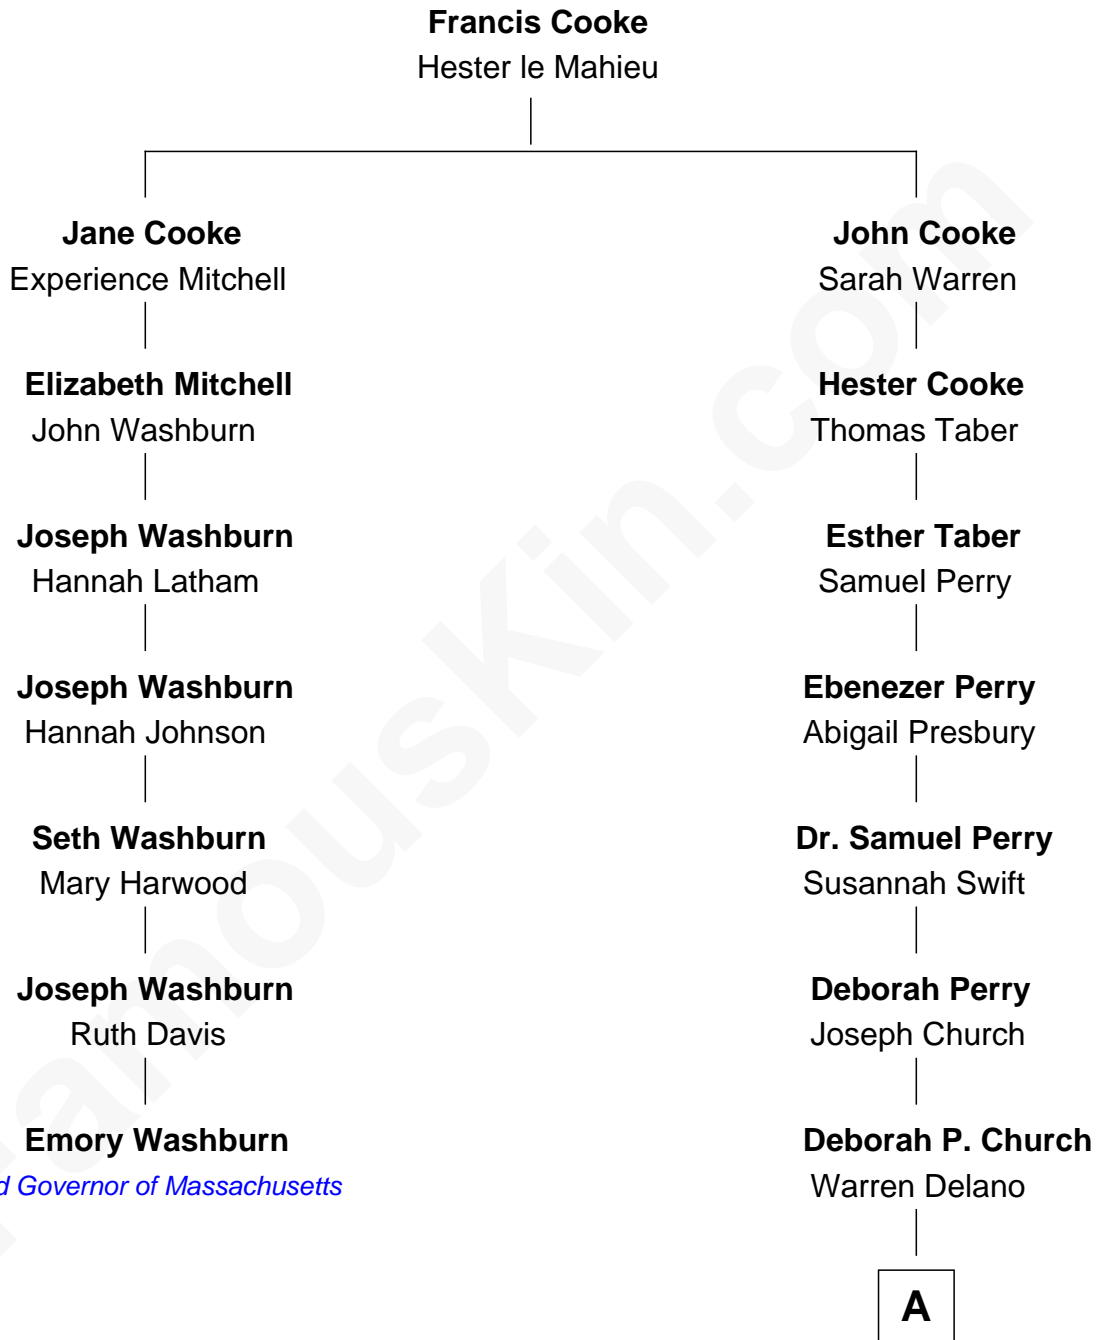 Francis Cooke
Hester le Mahieu
Jane Cooke
Experience Mitchell
John Cooke
Sarah Warren
Elizabeth Mitchell
John Washburn
Hester Cooke
Thomas Taber
Joseph Washburn
Hannah Latham
Esther Taber
Samuel Perry
Joseph Washburn
Hannah Johnson
Ebenezer Perry
Abigail Presbury
Seth Washburn
Mary Harwood
Dr. Samuel Perry
Susannah Swift
Joseph Washburn
Ruth Davis
Deborah Perry
Joseph Church
Emory Washburn
d Governor of Massachusetts
Deborah P. Church
Warren Delano
A
FamousKin.com